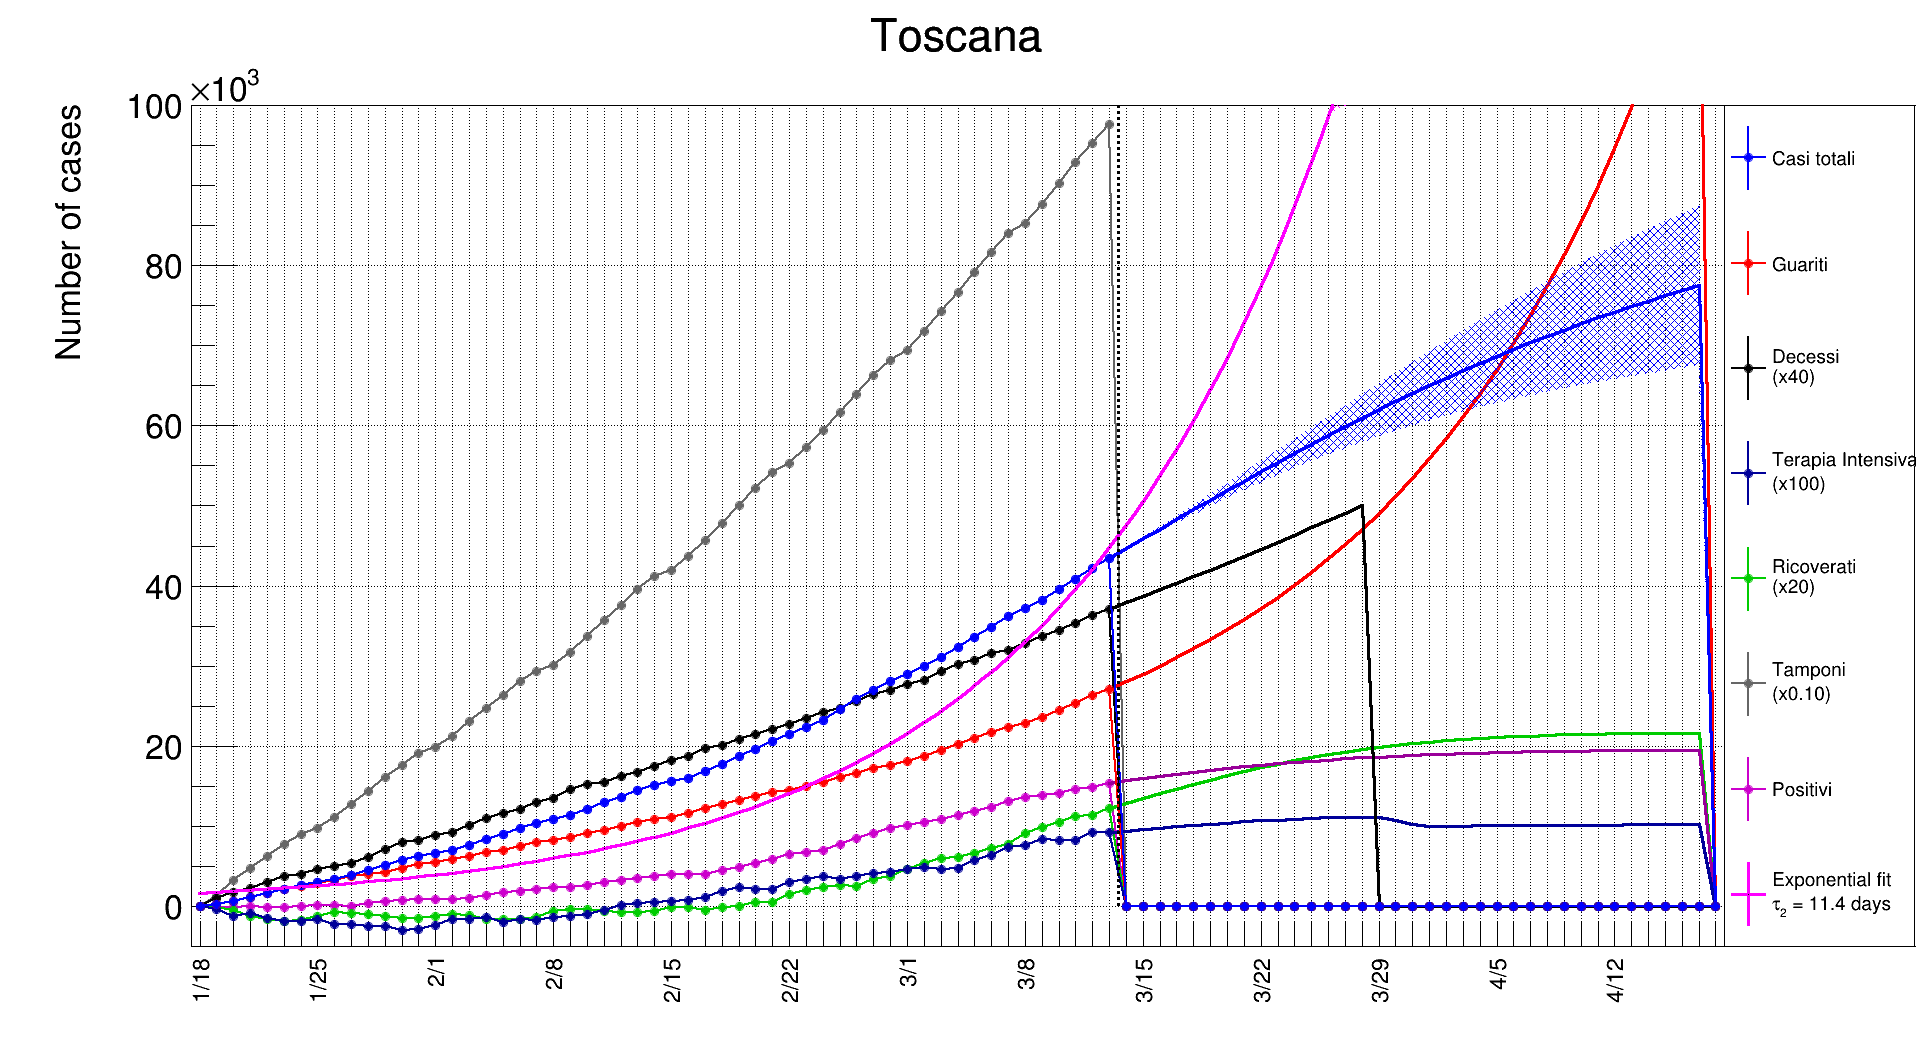 Toscana
×10³
Number of cases
100
80
60
40
20
0
1/18
1/25
2/1
2/8
2/15
2/22
3/1
3/8
3/15
3/22
3/29
4/5
4/12
Casi totali
Guariti
Decessi
(x40)
Terapia Intensiva
(x100)
Ricoverati
(x20)
Tamponi
(x0.10)
Positivi
Exponential fit
τ₂ = 11.4 days